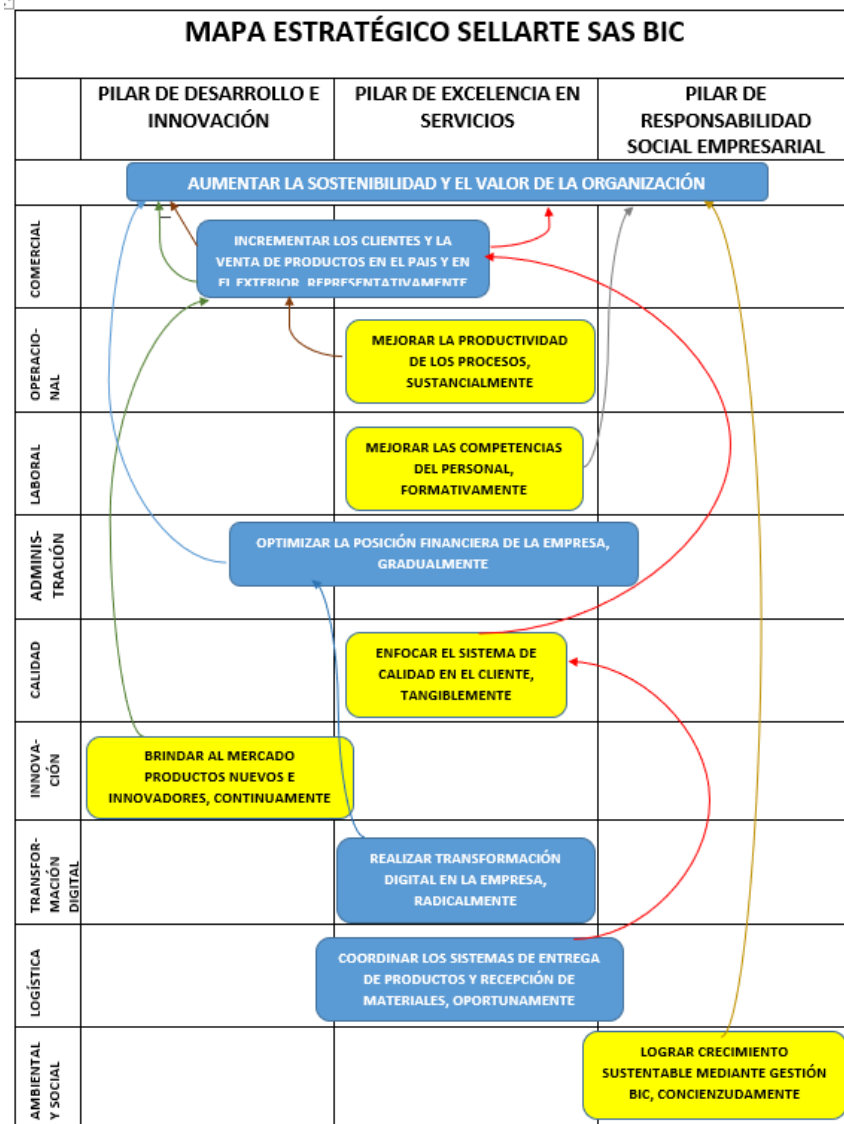 MAPA ESTRATÉGICO SELLARTE SAS BIC
PILAR DE DESARROLLO E
INNOVACIÓN
PILAR DE EXCELENCIA EN
SERVICIOS
PILAR DE
RESPONSABILIDAD
SOCIAL EMPRESARIAL
AUMENTAR LA SOSTENIBILIDAD Y EL VALOR DE LA ORGANIZACIÓN
COMERCIAL
INCREMENTAR LOS CLIENTES Y LA
VENTA DE PRODUCTOS EN EL PAIS Y EN
EL EXTERIOR, REPRESENTATIVAMENTE
OPERACIO-
NAL
MEJORAR LA PRODUCTIVIDAD
DE LOS PROCESOS,
SUSTANCIALMENTE
LABORAL
MEJORAR LAS COMPETENCIAS
DEL PERSONAL,
FORMATIVAMENTE
ADMINIS-
TRACIÓN
OPTIMIZAR LA POSICIÓN FINANCIERA DE LA EMPRESA,
GRADUALMENTE
CALIDAD
ENFOCAR EL SISTEMA DE
CALIDAD EN EL CLIENTE,
TANGIBLEMENTE
INNOVA-
CIÓN
BRINDAR AL MERCADO
PRODUCTOS NUEVOS E
INNOVADORES, CONTINUAMENTE
TRANSFOR-
MACIÓN
DIGITAL
REALIZAR TRANSFORMACIÓN
DIGITAL EN LA EMPRESA,
RADICALMENTE
LOGÍSTICA
COORDINAR LOS SISTEMAS DE ENTREGA
DE PRODUCTOS Y RECEPCIÓN DE
MATERIALES, OPORTUNAMENTE
AMBIENTAL
Y SOCIAL
LOGRAR CRECIMIENTO
SUSTENTABLE MEDIANTE GESTIÓN
BIC, CONCIENZUDAMENTE